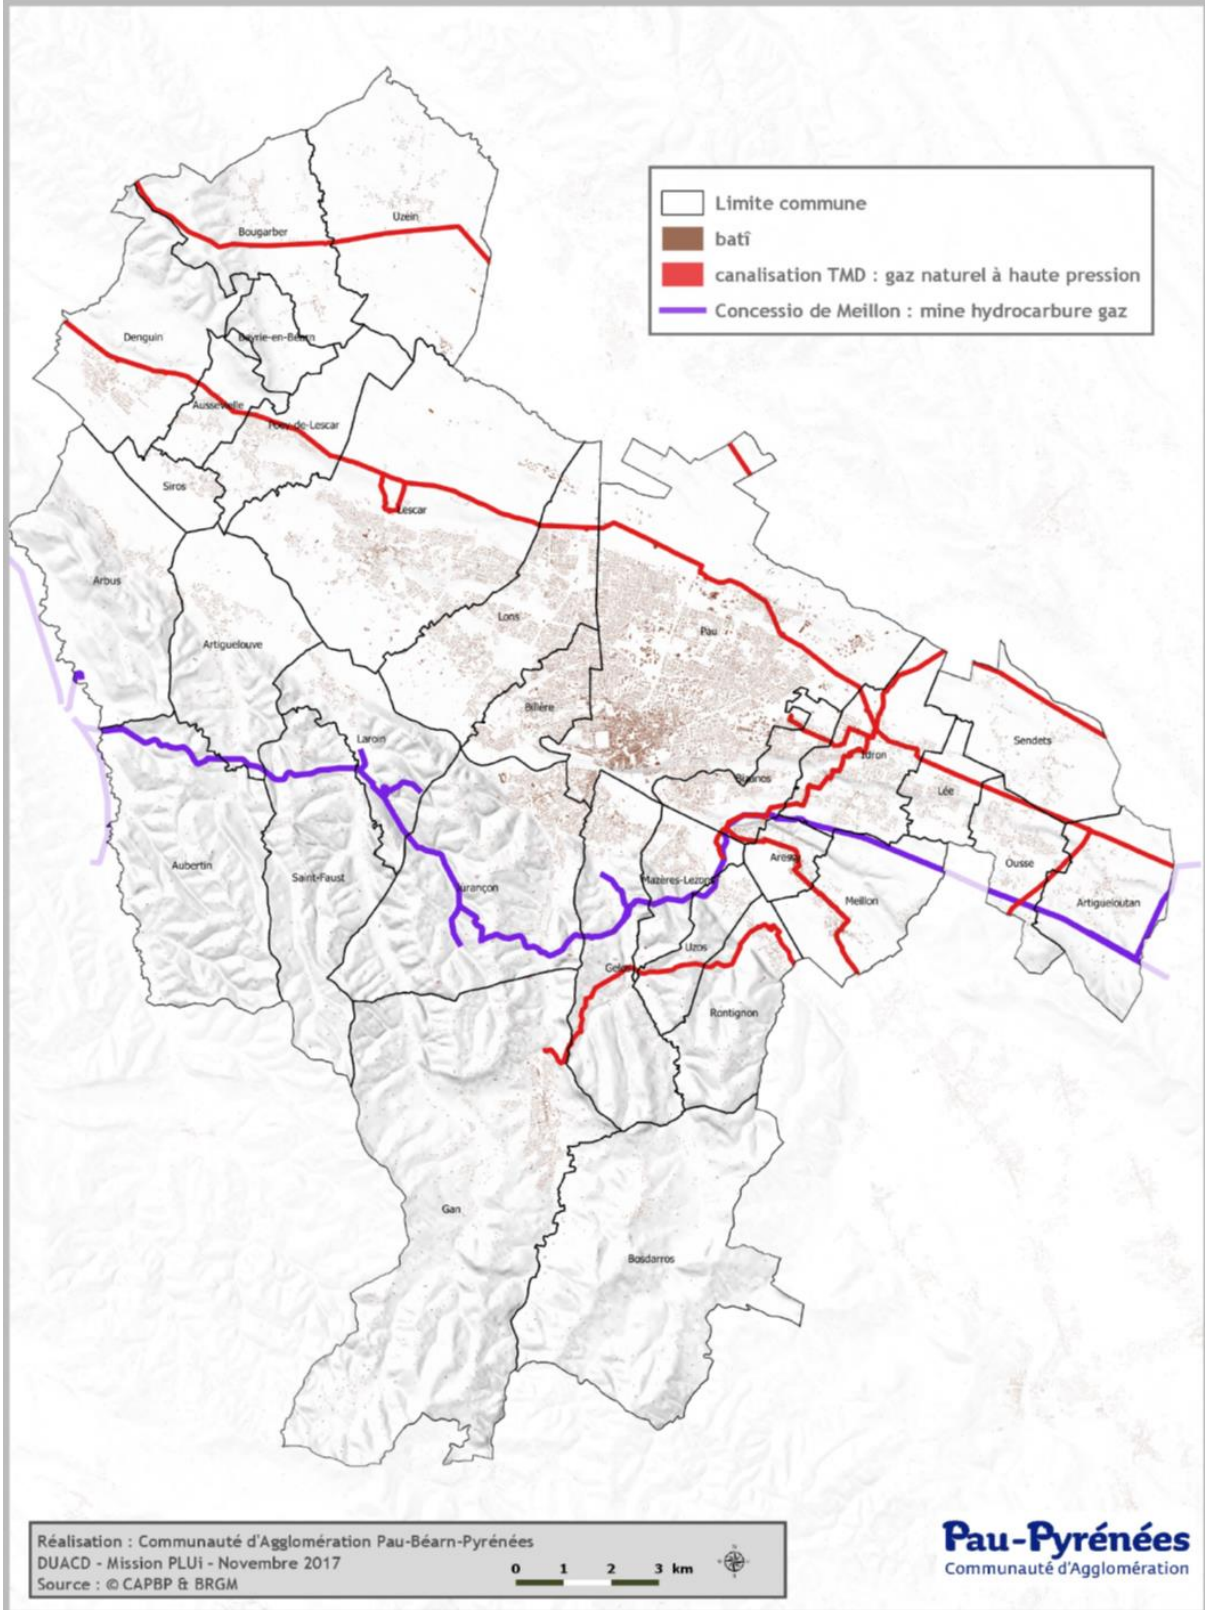 Limite commune
batî
canalisation TMD : gaz naturel à haute pression
Concessio de Meillon : mine hydrocarbure gaz
Uzein
Bougarber
Denguin
Beyrie-en-Béarn
Aussevielle
Poey-de-Lescar
Siros
Lescar
Arbus
Lons
Pau
Artiguelouve
Billère
Laroin
Sendets
Idron
Bizanos
Lée
Aubertin
Saint-Faust
Jurançon
Mazères-Lezons
Aressy
Ousse
Meillon
Artigueloutan
Uzos
Gelos
Rontignon
Gan
Bosdarros
Réalisation : Communauté d'Agglomération Pau-Béarn-Pyrénées
DUACD - Mission PLUi - Novembre 2017
Source : © CAPBP & BRGM
0 1 2 3 km
Pau-Pyrénées
Communauté d'Agglomération